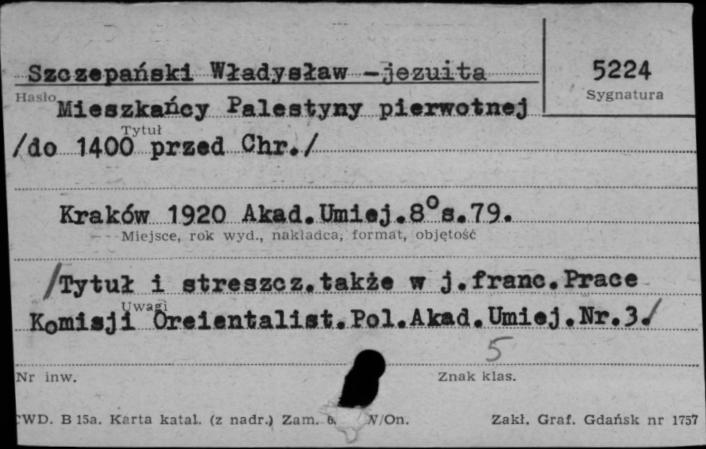 Szczepański Władysław -jezuita
5224
Sygnatura
Hasło
Mieszkańcy Palestyny pierwotnej
Tytuł
/do 1400 przed Chr./
Kraków 1920 Akad.Umiej.8°s.79.
Miejsce, rok wyd., nakładca, format, objętość
/Tytuł i streszcz.także w j.franc.Prace
Uwagi
Komisji Oreientalist.Pol.Akad.Umiej.Nr.3./
5
Nr inw.
Znak klas.
WD. B 15a. Karta katal. (z nadr.) Zam. /On.
Zakł. Graf. Gdańsk nr 1757